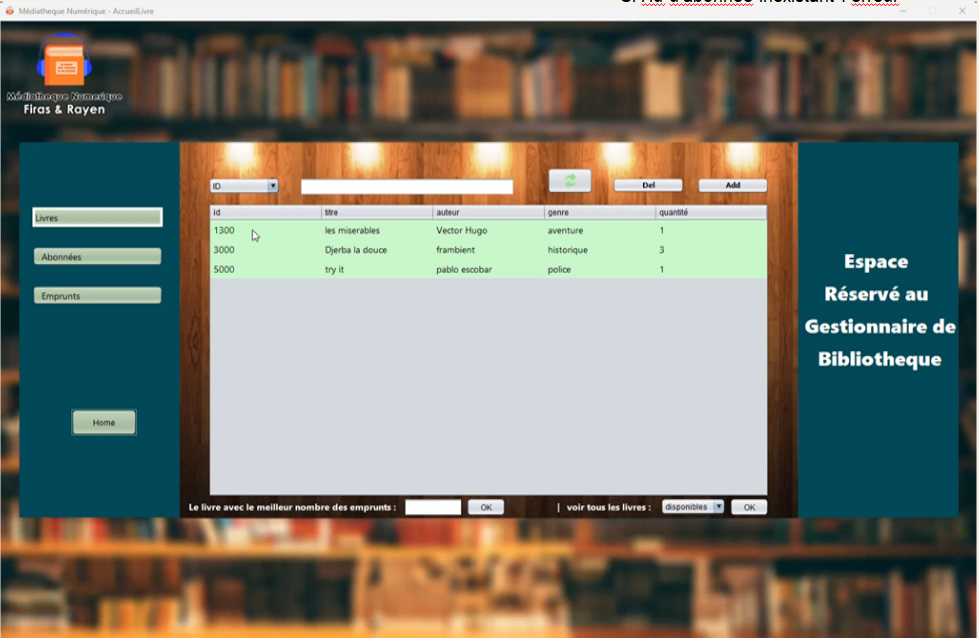 Médiatheque Numérique - AccueilLivre
Médiatheque Numerique
Firas & Rayen
Livres
Abonnées
Emprunts
Home
ID
Del
Add
id titre auteur genre quantité
1300 les miserables Vector Hugo aventure 1
3000 Djerba la douce frambient historique 3
5000 try it pablo escobar police 1
Le livre avec le meilleur nombre des emprunts : OK | voir tous les livres : disponibles OK
Espace
Réservé au
Gestionnaire de
Bibliotheque